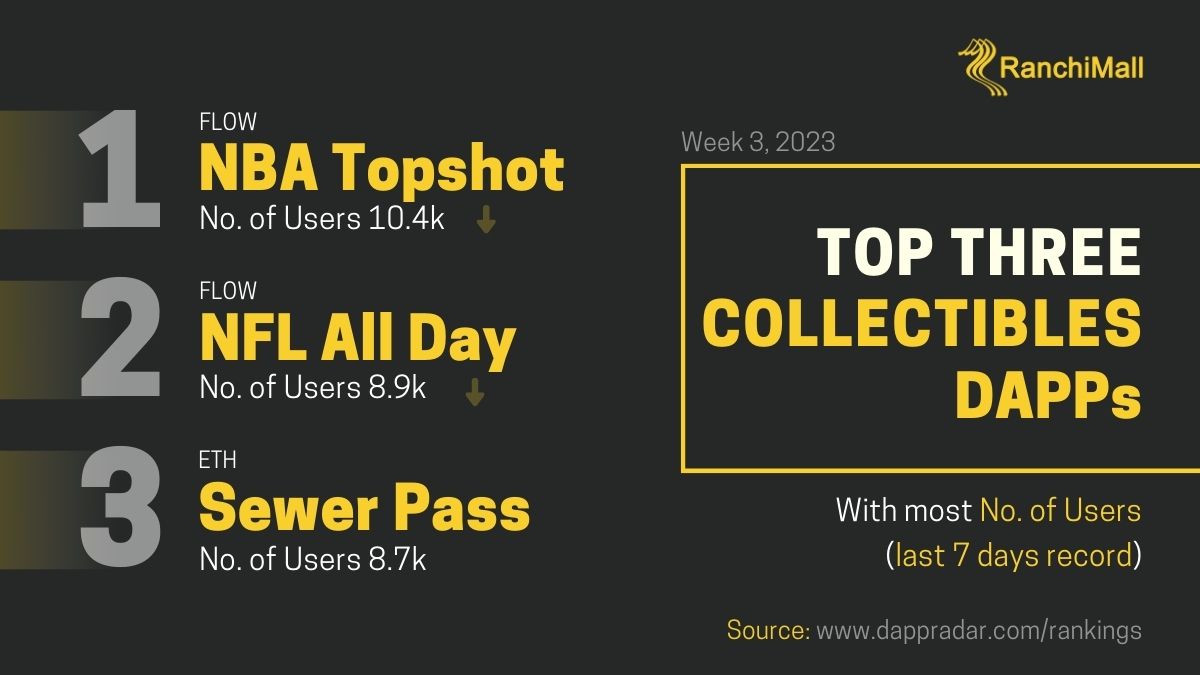 RanchiMall
1
FLOW
NBA Topshot
No. of Users 10.4k
2
FLOW
NFL All Day
No. of Users 8.9k
3
ETH
Sewer Pass
No. of Users 8.7k
Week 3, 2023
TOP THREE
COLLECTIBLES
DAPPs
With most No. of Users
(last 7 days record)
Source: www.dappradar.com/rankings